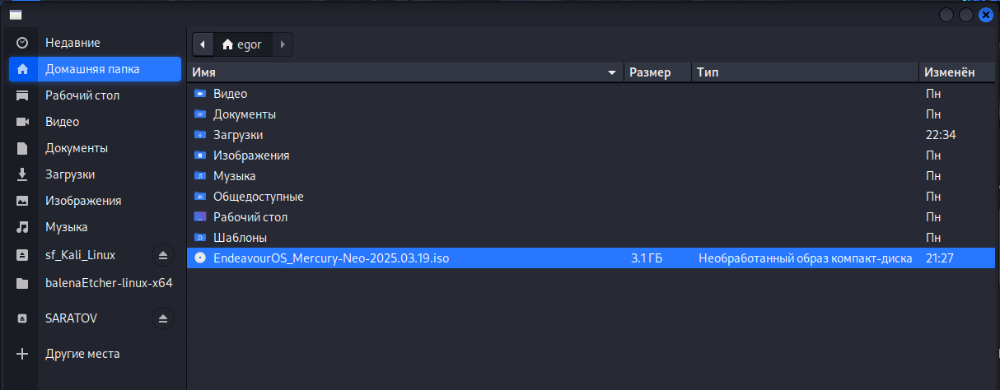 Недавние
Домашняя папка
Рабочий стол
Видео
Документы
Загрузки
Изображения
Музыка
sf_Kali_Linux
balenaEtcher-linux-x64
SARATOV
Другие места
egor
Имя Размер Тип Изменён
Видео Пн
Документы Пн
Загрузки 22:34
Изображения Пн
Музыка Пн
Общедоступные Пн
Рабочий стол Пн
Шаблоны Пн
EndeavourOS_Mercury-Neo-2025.03.19.iso 3.1 ГБ Необработанный образ компакт-диска 21:27